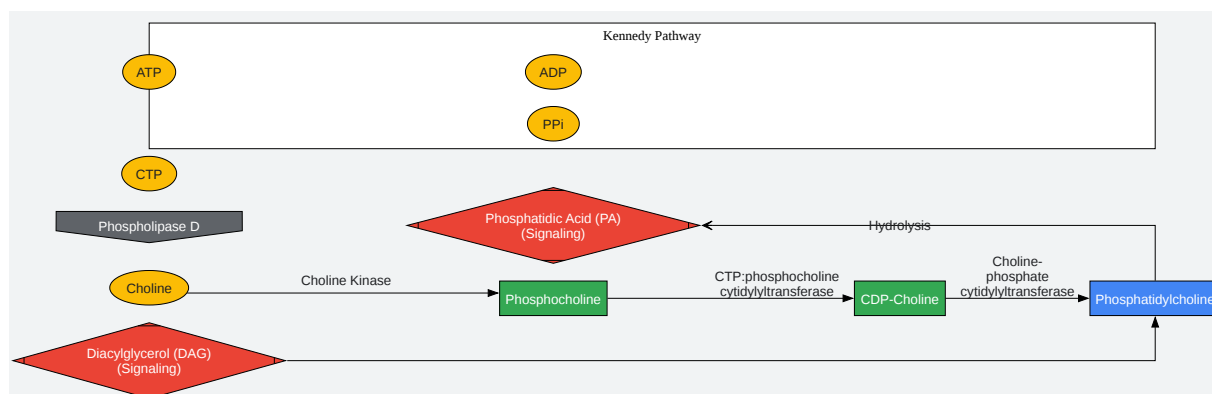 Kennedy Pathway
ATP
ADP
PPi
CTP
Phospholipase D
Phosphatidic Acid (PA)
(Signaling)
Hydrolysis
Choline
Choline Kinase
Phosphocholine
CTP:phosphocholine
cytidylyltransferase
CDP-Choline
Choline-
phosphate
cytidylyltransferase
Phosphatidylcholine
Diacylglycerol (DAG)
(Signaling)